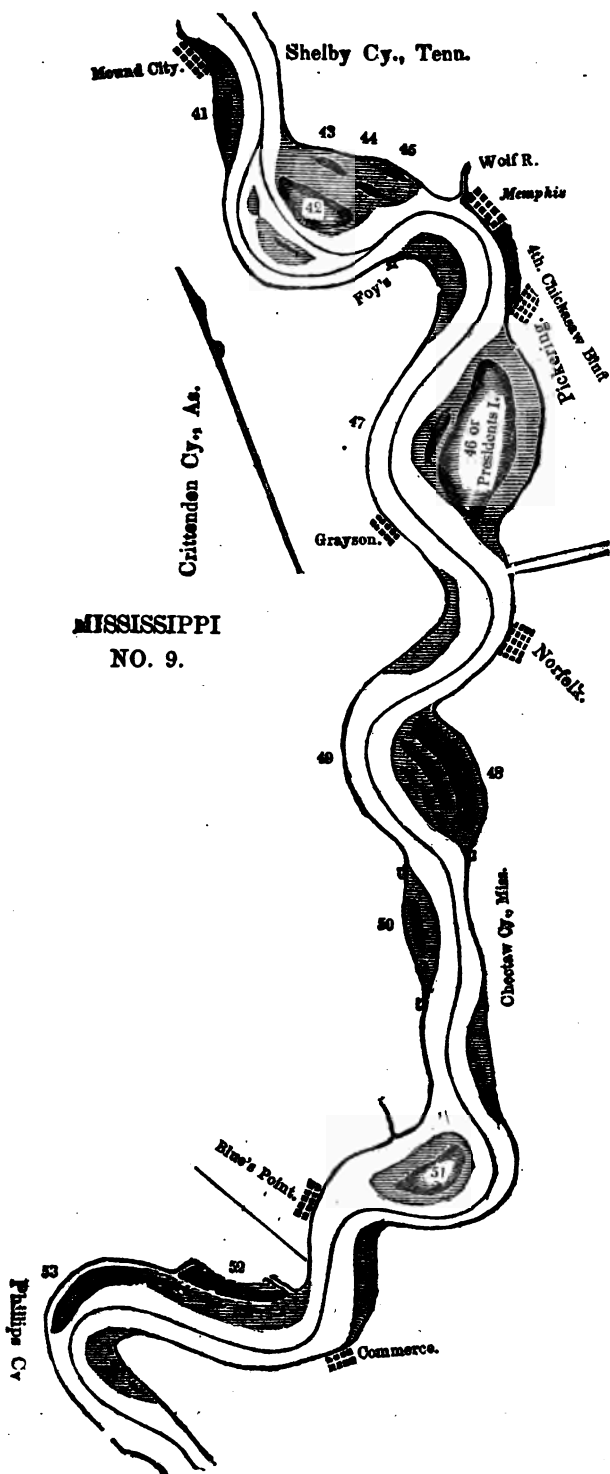 Shelby Cy., Tenn.
Mound City.
41
43
44
45
Wolf R.
Memphis
42
Foy's
4th. Chickasaw Bluff
Pickering.
46 or
Presidents I.
47
Crittenden Cy., As.
Grayson.
MISSISSIPPI
NO. 9.
Norfolk.
49
48
50
Choctaw Cy., Miss.
51
Blue's Point.
52
53
Phillips Cy
Commerce.